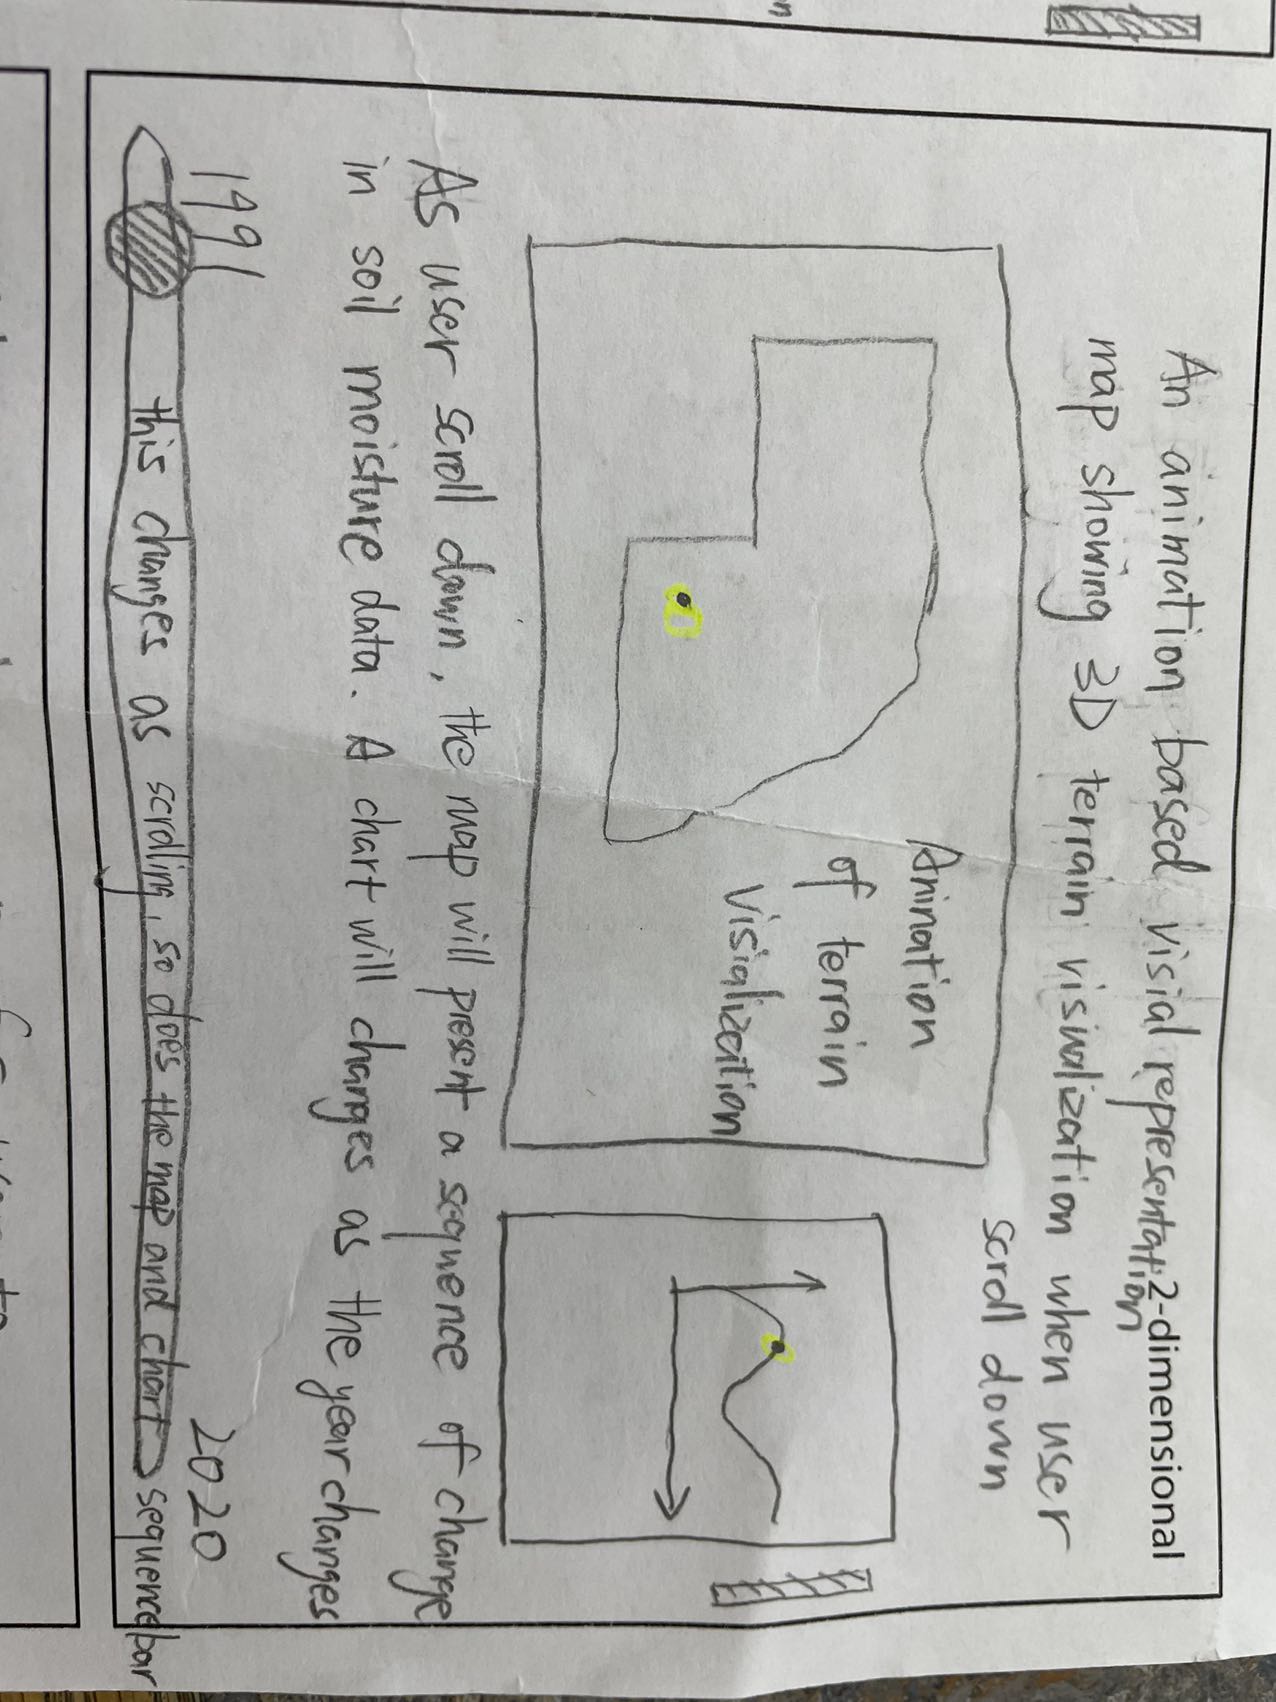 An animation based visial representation
2-dimensional
map showing 3D terrain visualization when user
scroll down
Anination
of terrain
visialization
As user scroll down, the map will present a sequence of change
in soil moisture data. A chart will changes as the year changes
1991
2020
this changes as scrolling, so does the map and chart
sequence bar
n